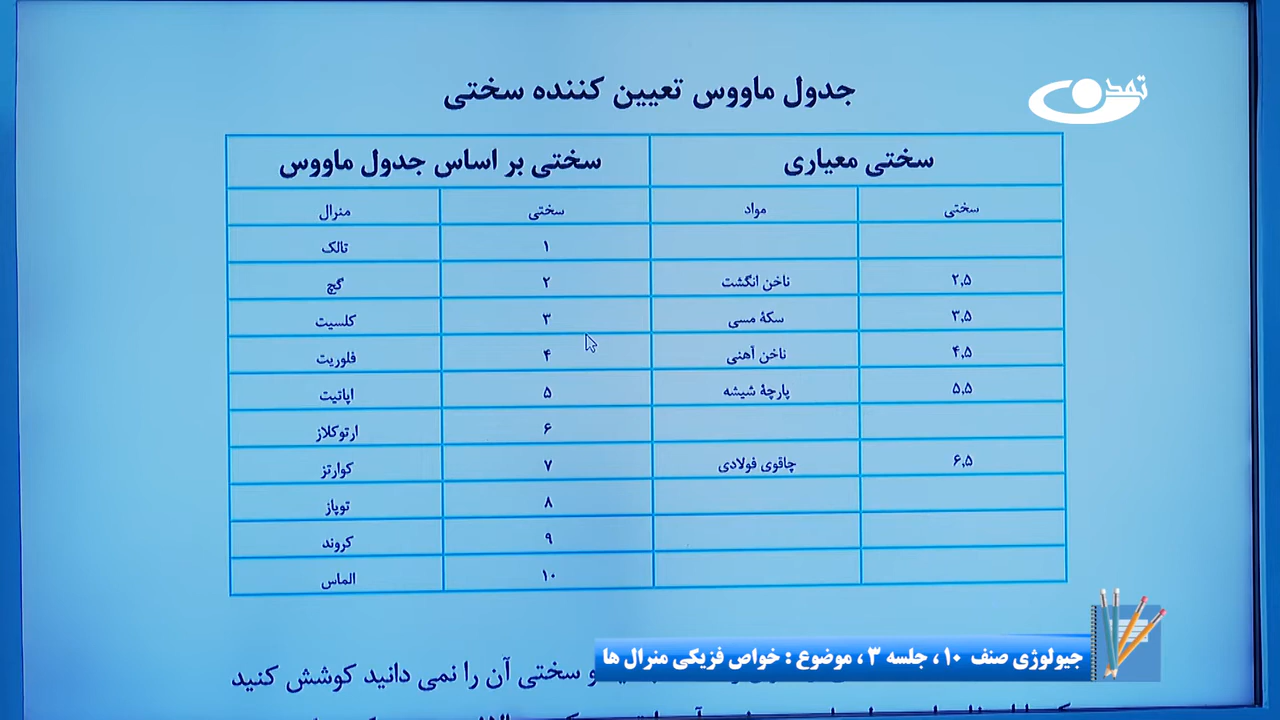 جدول ماووس تعیین کننده سختی
تمدن
سختی معیاری	سختی بر اساس جدول ماووس
سختی	مواد	سختی	منرال
۱	تالک
۲,۵	ناخن انگشت	۲	گچ
۳,۵	سکهٔ مسی	۳	کلسیت
۴,۵	ناخن آهنی	۴	فلوریت
۵,۵	پارچهٔ شیشه	۵	اپاتیت
۶	ارتوکلاز
۶,۵	چاقوی فولادی	۷	کوارتز
۸	توپاز
۹	کروند
۱۰	الماس
و سختی آن را نمی دانید کوشش کنید
جیولوژی صنف ۱۰ ، جلسه ۳ ، موضوع : خواص فزیکی منرال ها